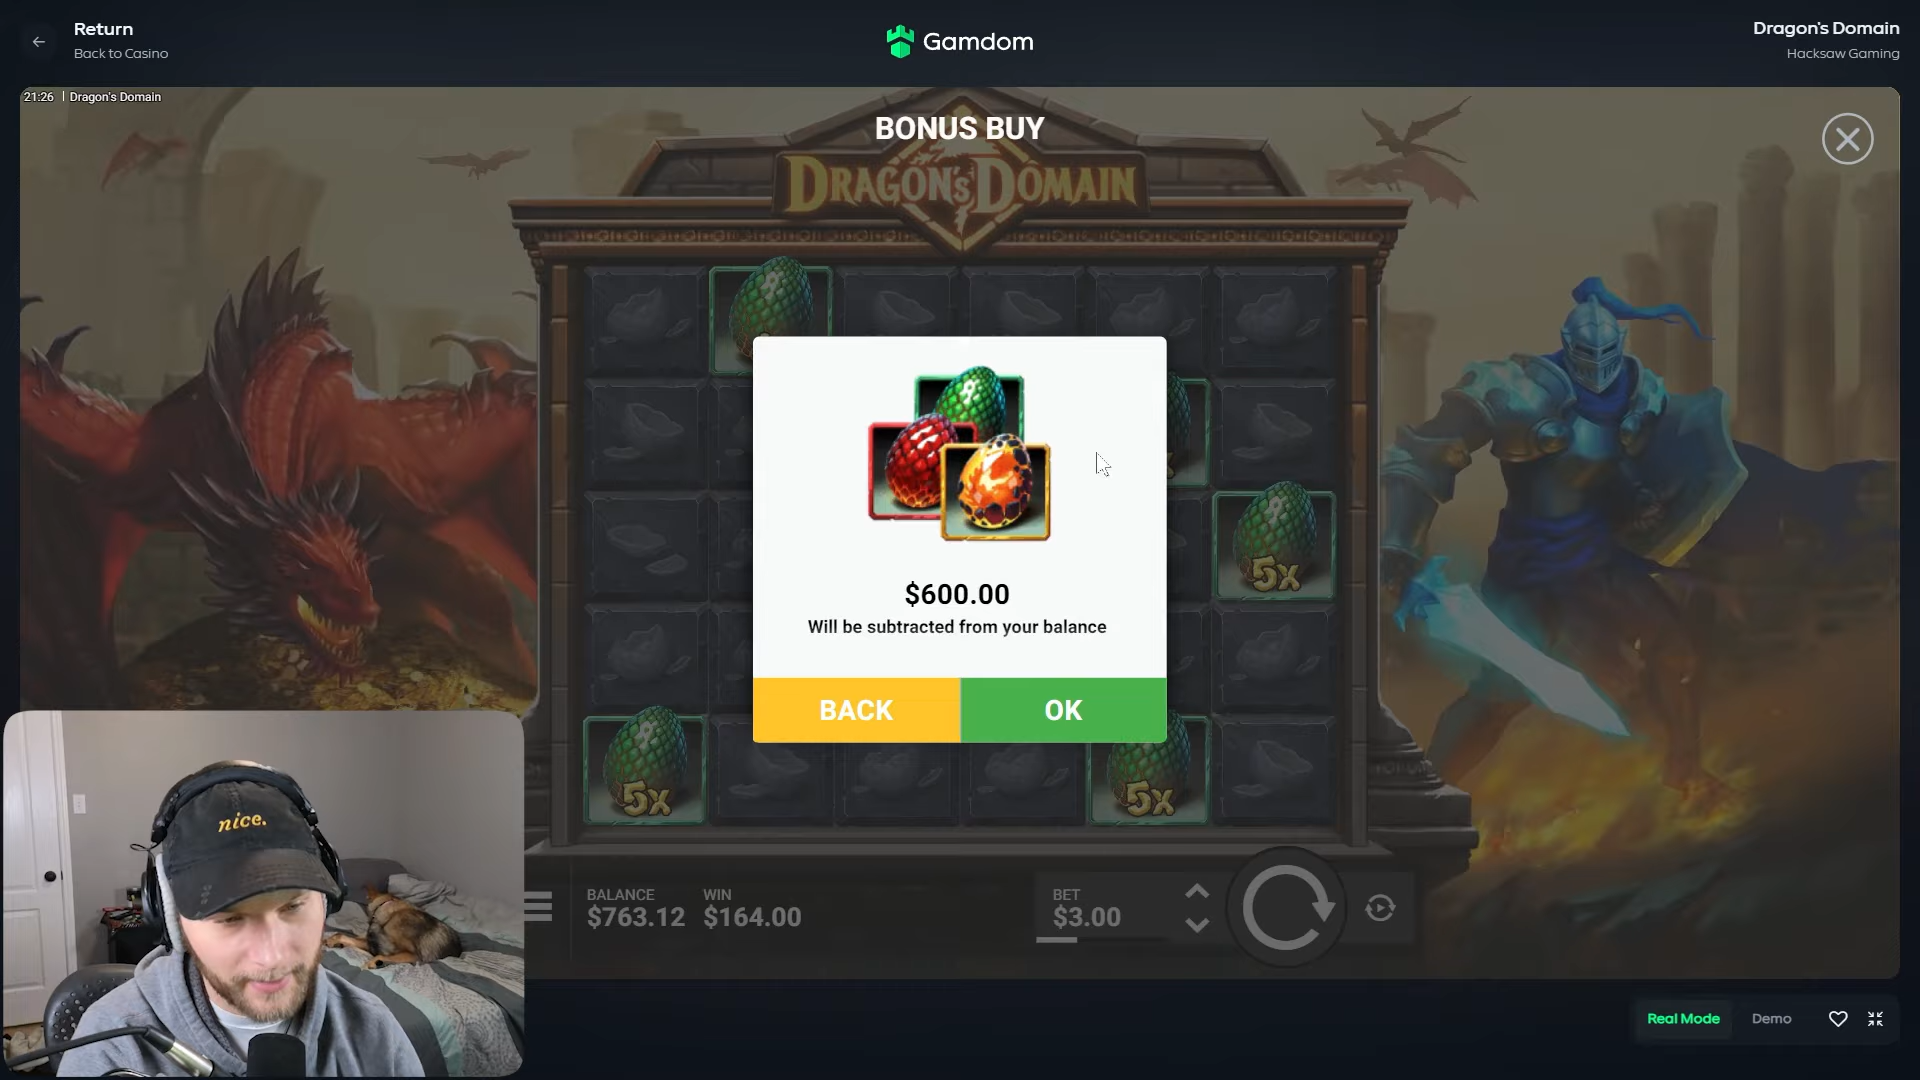 Return
Back to Casino
Gamdom
Dragon's Domain
Hacksaw Gaming
21:26 | Dragon's Domain
BONUS BUY
DRAGON'S DOMAIN
5x
$600.00
Will be subtracted from your balance
BACK
OK
5x
5x
nice.
BALANCE
$763.12
WIN
$164.00
BET
$3.00
Real Mode
Demo